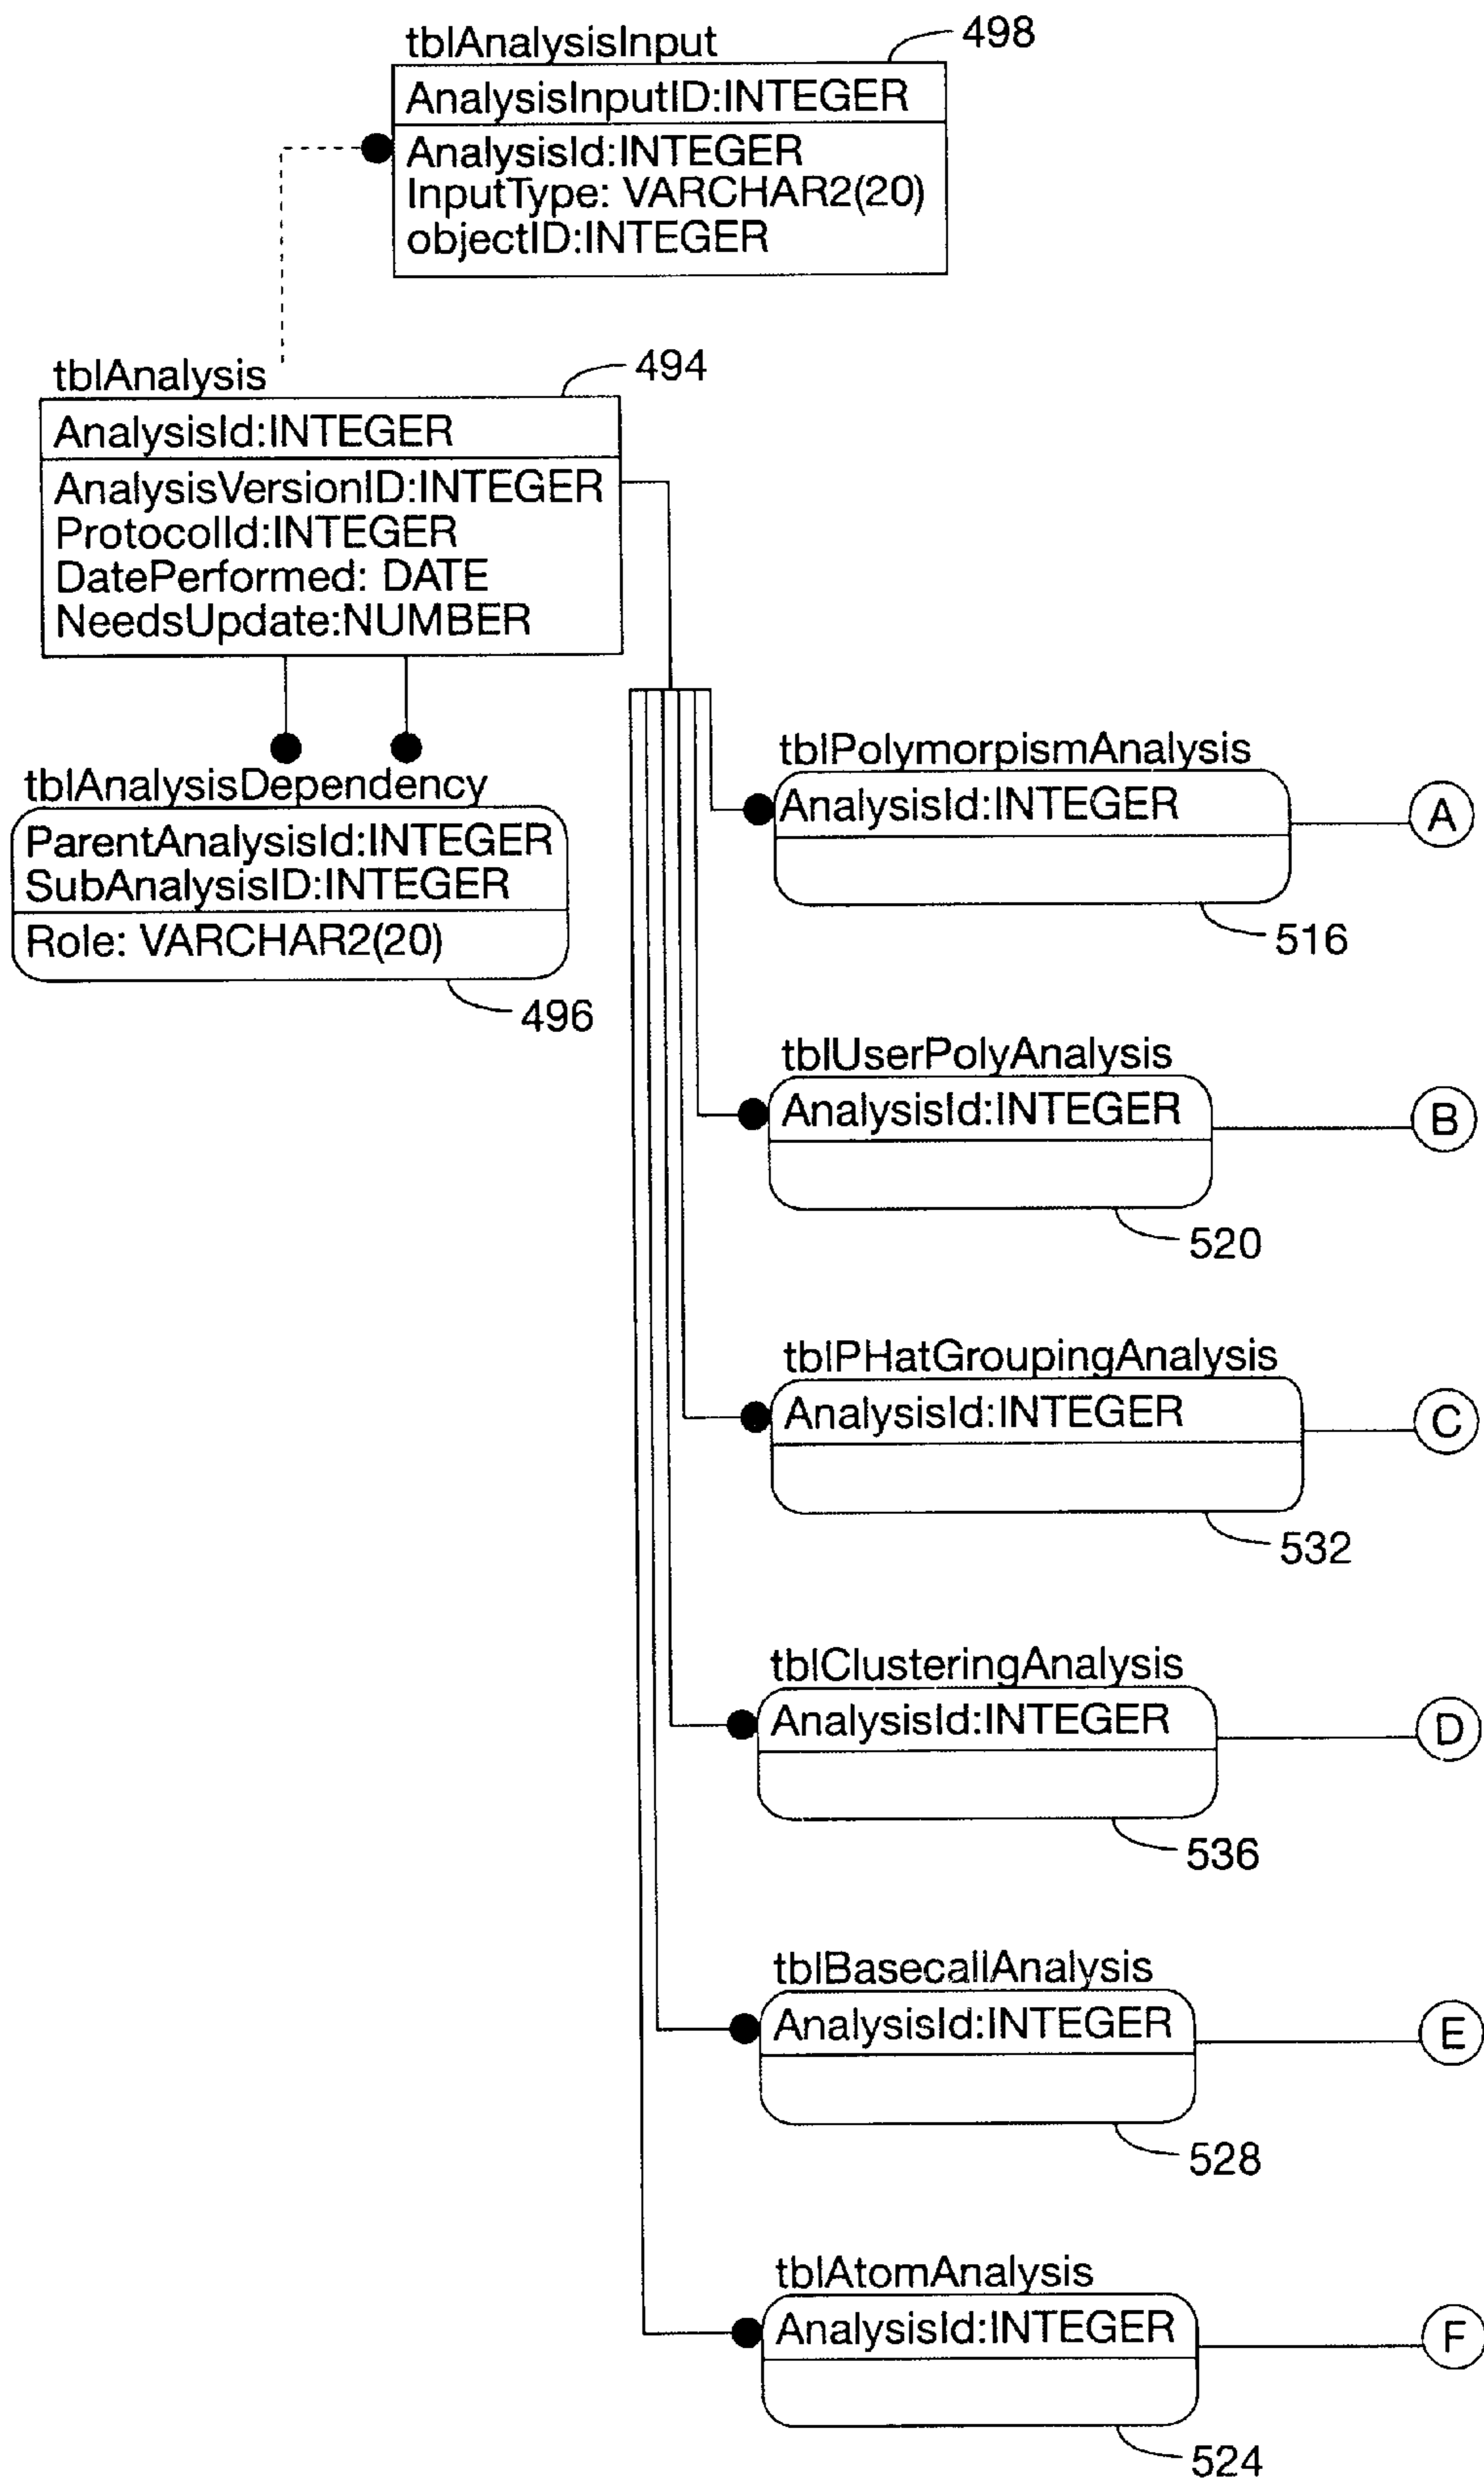 tblAnalysisInput
498
AnalysisInputID:INTEGER
AnalysisId:INTEGER
InputType: VARCHAR2(20)
objectID:INTEGER
tblAnalysis
494
AnalysisId:INTEGER
AnalysisVersionID:INTEGER
ProtocolId:INTEGER
DatePerformed: DATE
NeedsUpdate:NUMBER
tblAnalysisDependency
ParentAnalysisId:INTEGER
SubAnalysisID:INTEGER
Role: VARCHAR2(20)
496
tblPolymorpismAnalysis
AnalysisId:INTEGER
A
516
tblUserPolyAnalysis
AnalysisId:INTEGER
B
520
tblPHatGroupingAnalysis
AnalysisId:INTEGER
C
532
tblClusteringAnalysis
AnalysisId:INTEGER
D
536
tblBasecallAnalysis
AnalysisId:INTEGER
E
528
tblAtomAnalysis
AnalysisId:INTEGER
F
524